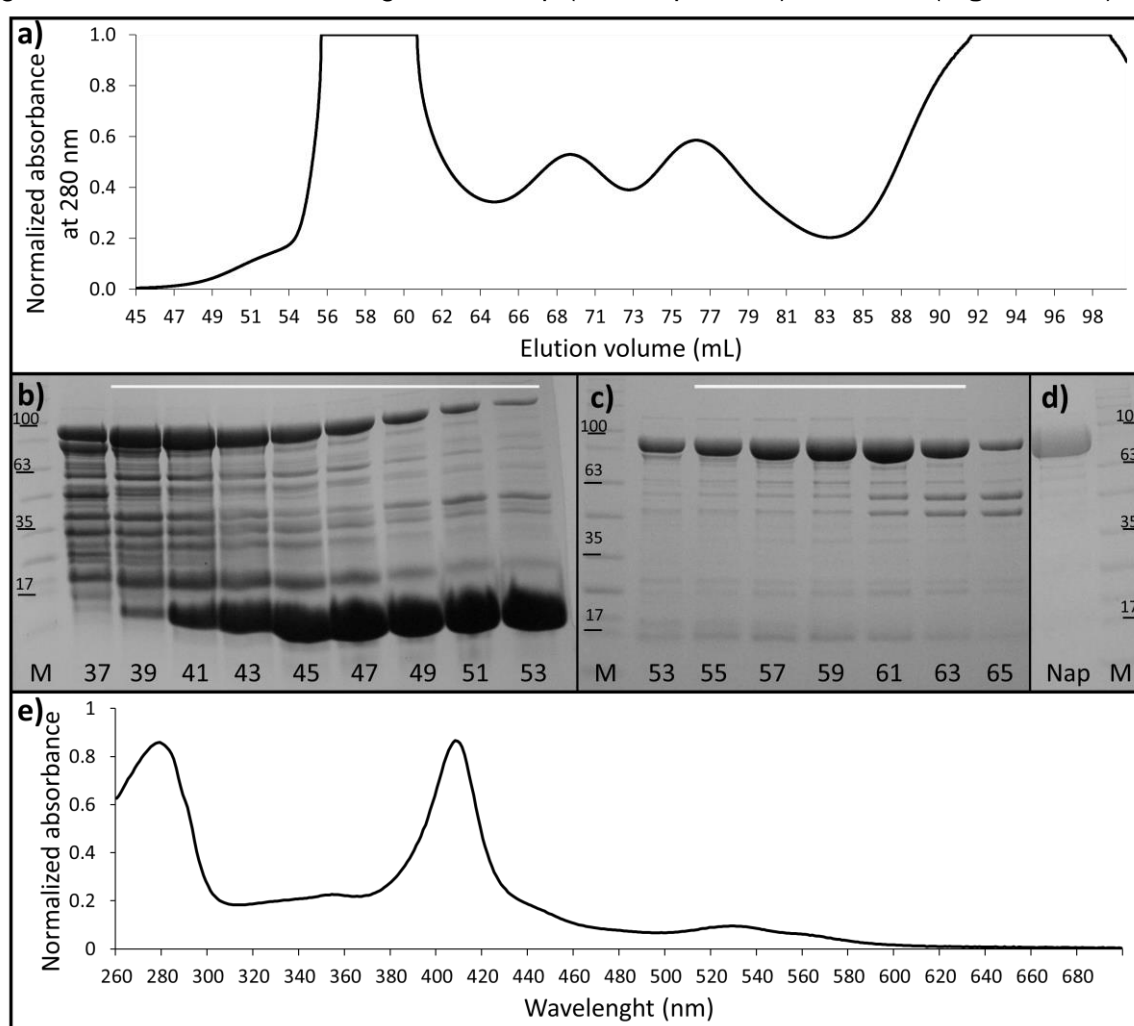 a)
Normalized absorbance
at 280 nm
1.0
0.8
0.6
0.4
0.2
0.0
45 47 49 51 54 56 58 60 62 64 66 68 71 73 75 77 79 81 83 85 88 90 92 94 96 98
Elution volume (mL)
b)
100
63
35
17
M 37 39 41 43 45 47 49 51 53
c)
100
63
35
17
M 53 55 57 59 61 63 65
d)
10
63
35
17
Nap M
e)
Normalized absorbance
1
0.8
0.6
0.4
0.2
0
260 280 300 320 340 360 380 400 420 440 460 480 500 520 540 560 580 600 620 640 660 680
Wavelenght (nm)